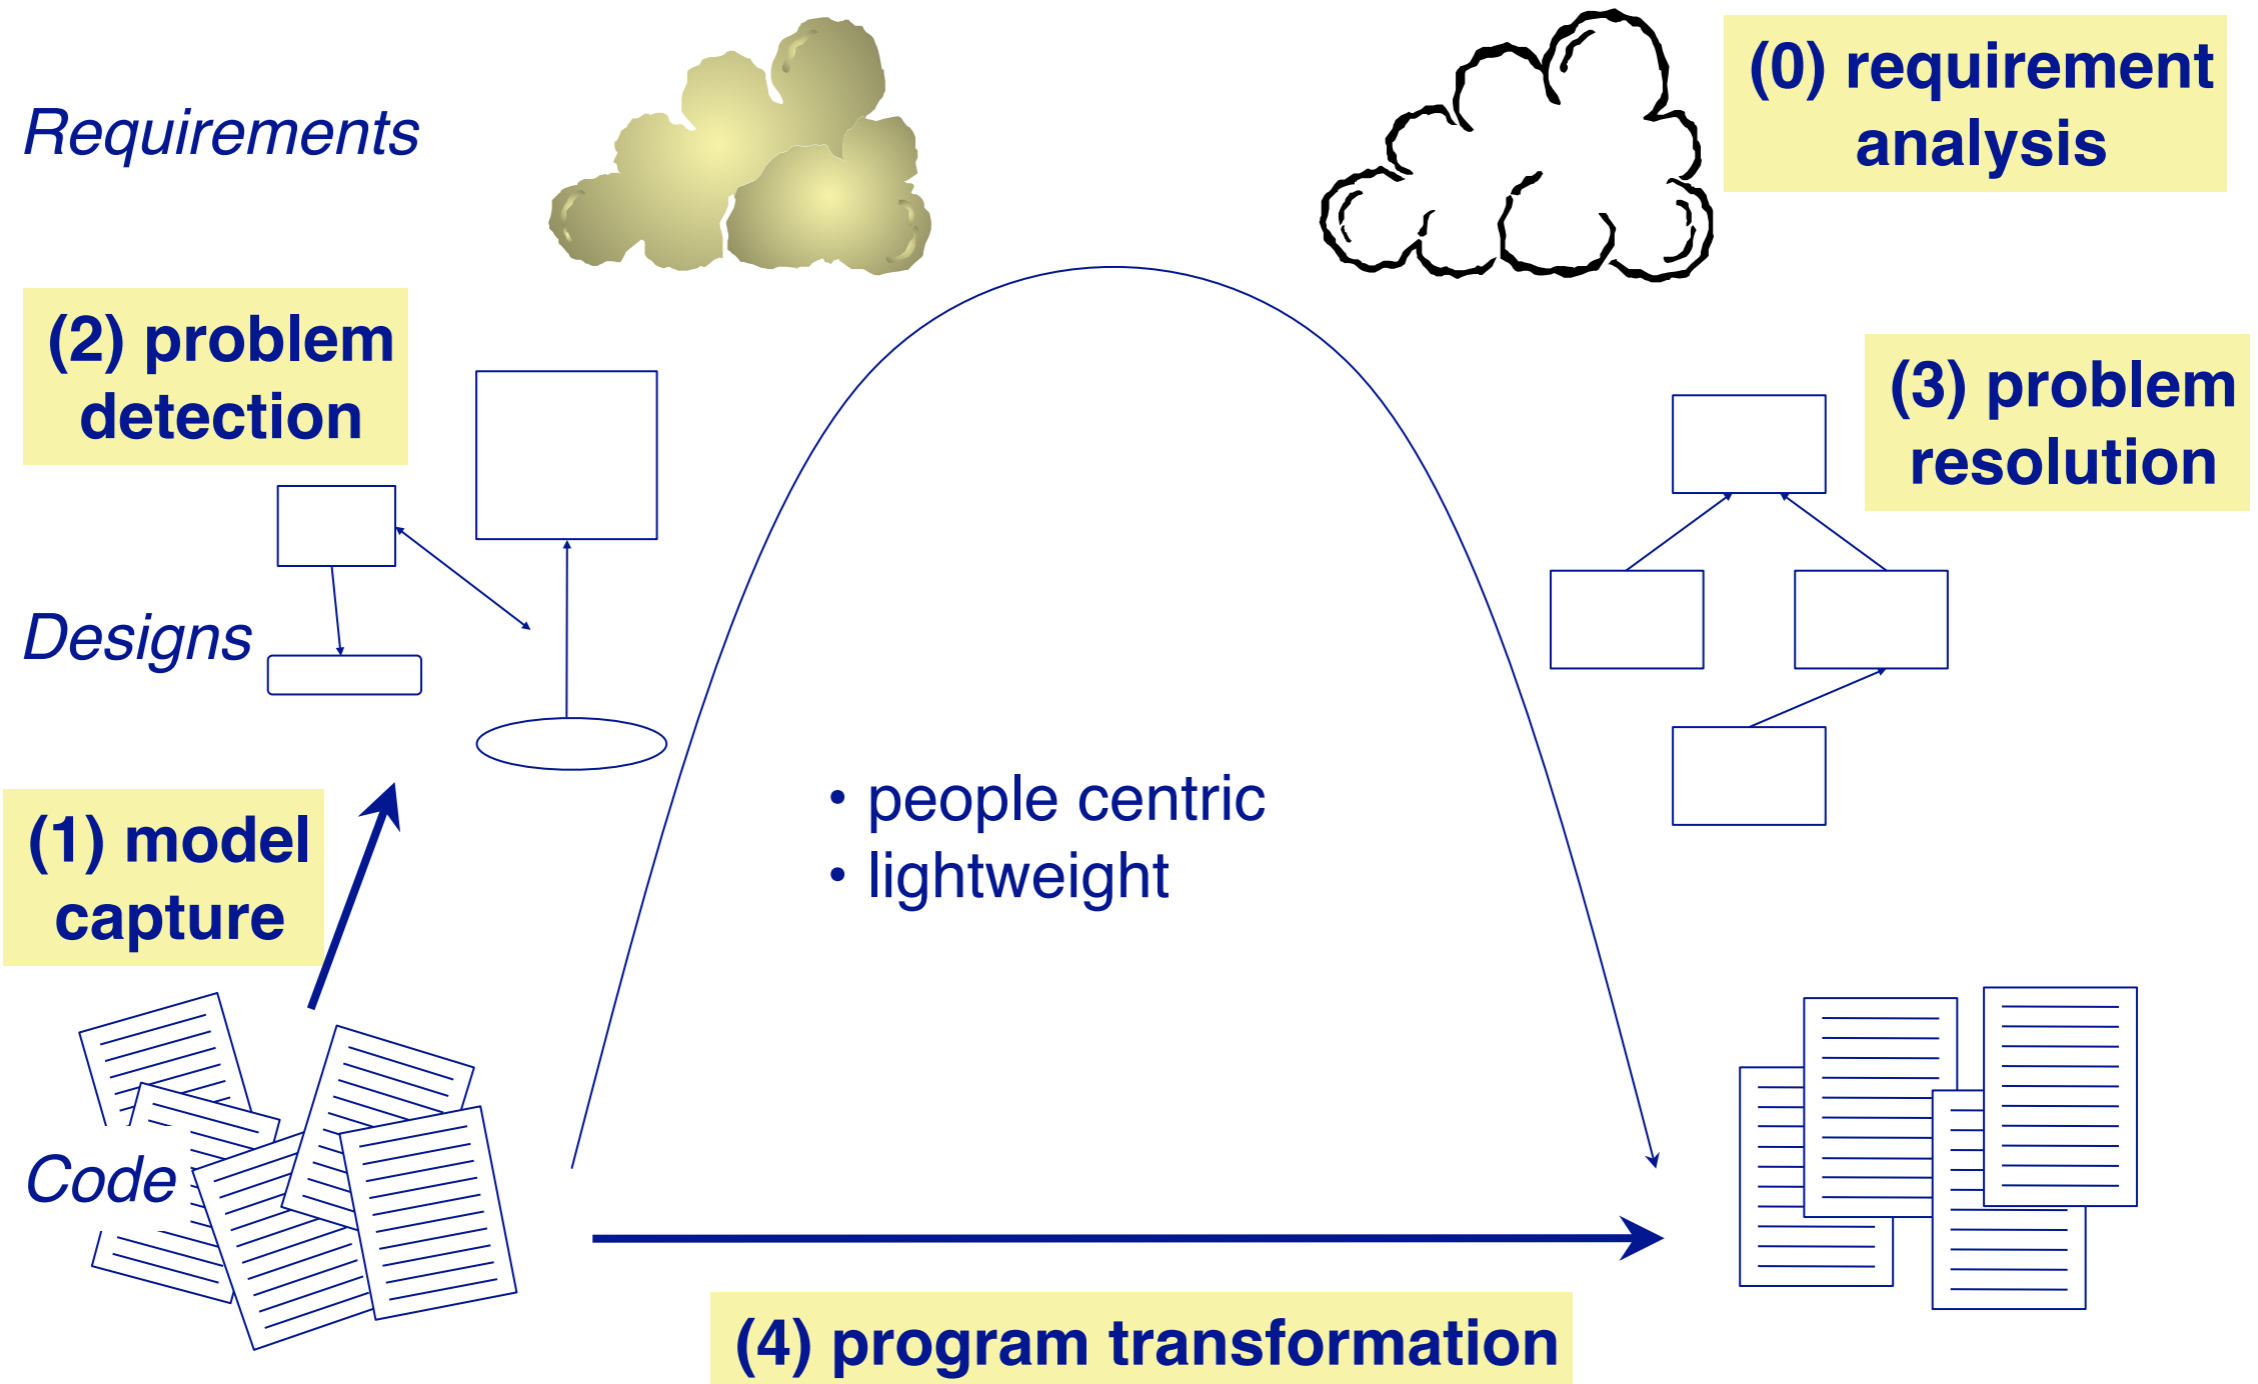 Requirements
(0) requirement
analysis
(2) problem
detection
(3) problem
resolution
Designs
• people centric
• lightweight
(1) model
capture
Code
(4) program transformation